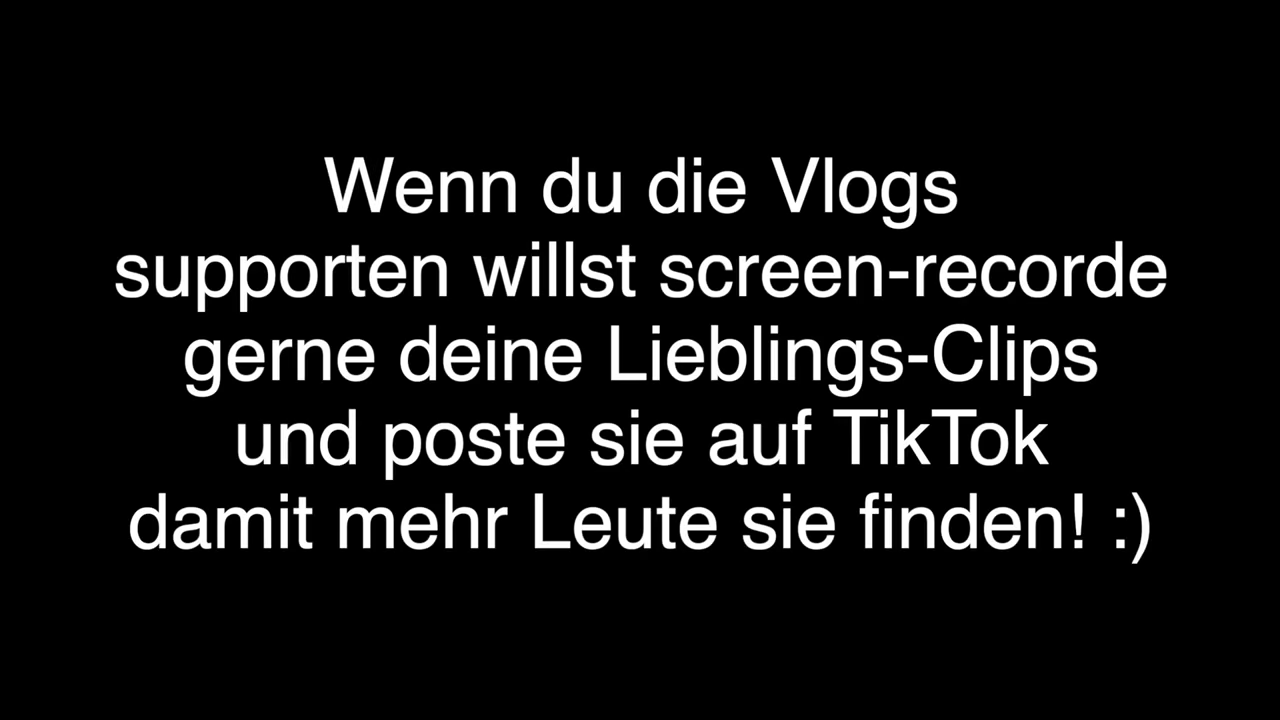 Wenn du die Vlogs
supporten willst screen-recorde
gerne deine Lieblings-Clips
und poste sie auf TikTok
damit mehr Leute sie finden! :)